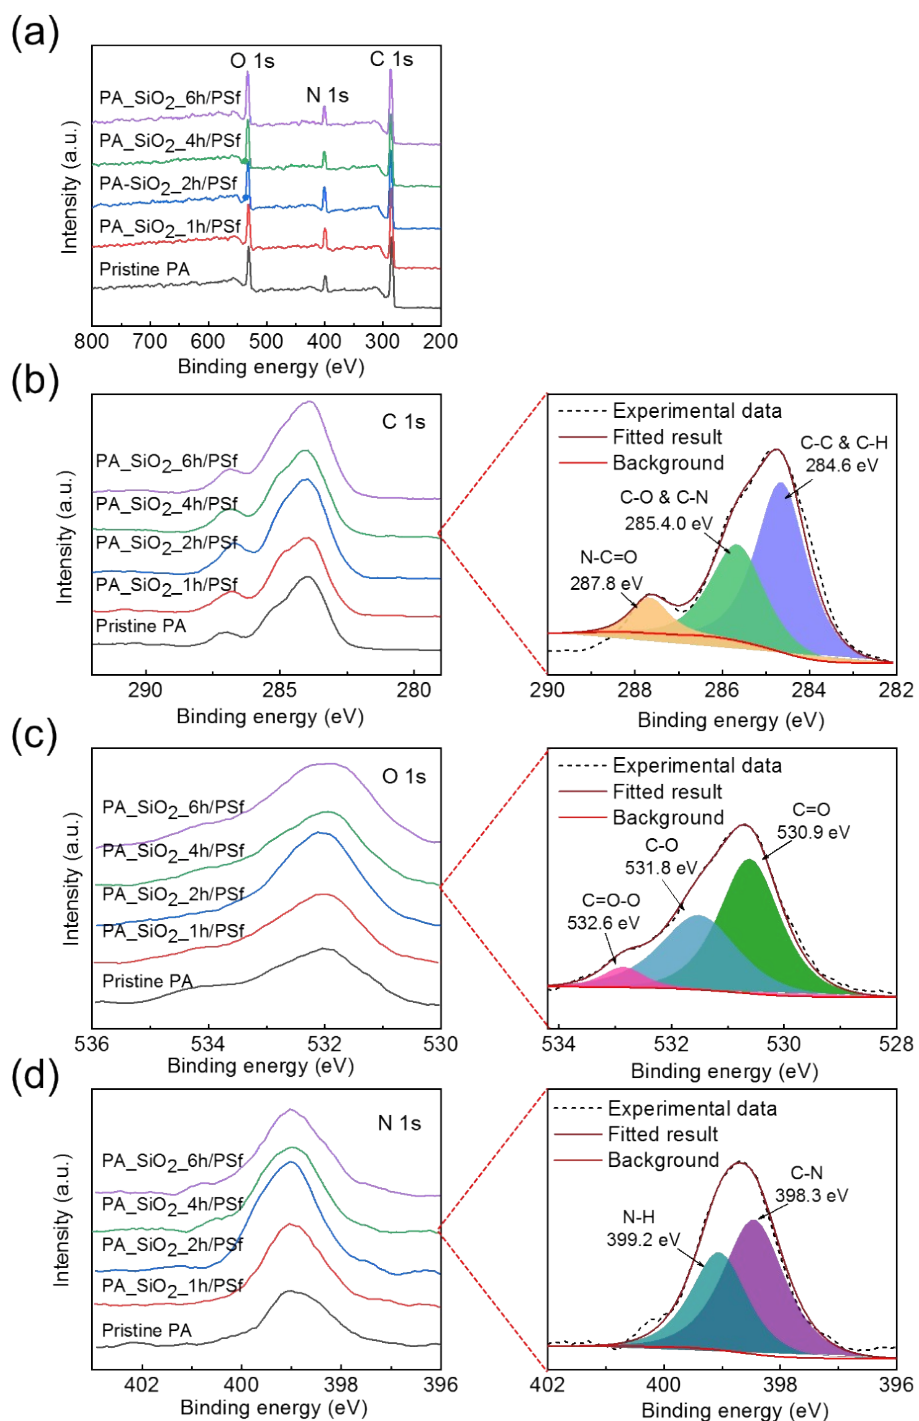 (a)
O 1s
N 1s
C 1s
PA_SiO2_6h/PSf
PA_SiO2_4h/PSf
PA-SiO2_2h/PSf
PA_SiO2_1h/PSf
Pristine PA
Intensity (a.u.)
800 700 600 500 400 300 200
Binding energy (eV)
(b)
C 1s
PA_SiO2_6h/PSf
PA_SiO2_4h/PSf
PA_SiO2_2h/PSf
PA_SiO2_1h/PSf
Pristine PA
Intensity (a.u.)
290 285 280
Binding energy (eV)
Experimental data
Fitted result
Background
C-C & C-H
284.6 eV
C-O & C-N
285.4.0 eV
N-C=O
287.8 eV
290 288 286 284 282
Binding energy (eV)
(c)
O 1s
PA_SiO2_6h/PSf
PA_SiO2_4h/PSf
PA_SiO2_2h/PSf
PA_SiO2_1h/PSf
Pristine PA
Intensity (a.u.)
536 534 532 530
Binding energy (eV)
Experimental data
Fitted result
Background
C=O
530.9 eV
C-O
531.8 eV
C=O-O
532.6 eV
534 532 530 528
Binding energy (eV)
(d)
N 1s
PA_SiO2_6h/PSf
PA_SiO2_4h/PSf
PA_SiO2_2h/PSf
PA_SiO2_1h/PSf
Pristine PA
Intensity (a.u.)
402 400 398 396
Binding energy (eV)
Experimental data
Fitted result
Background
C-N
398.3 eV
N-H
399.2 eV
402 400 398 396
Binding energy (eV)